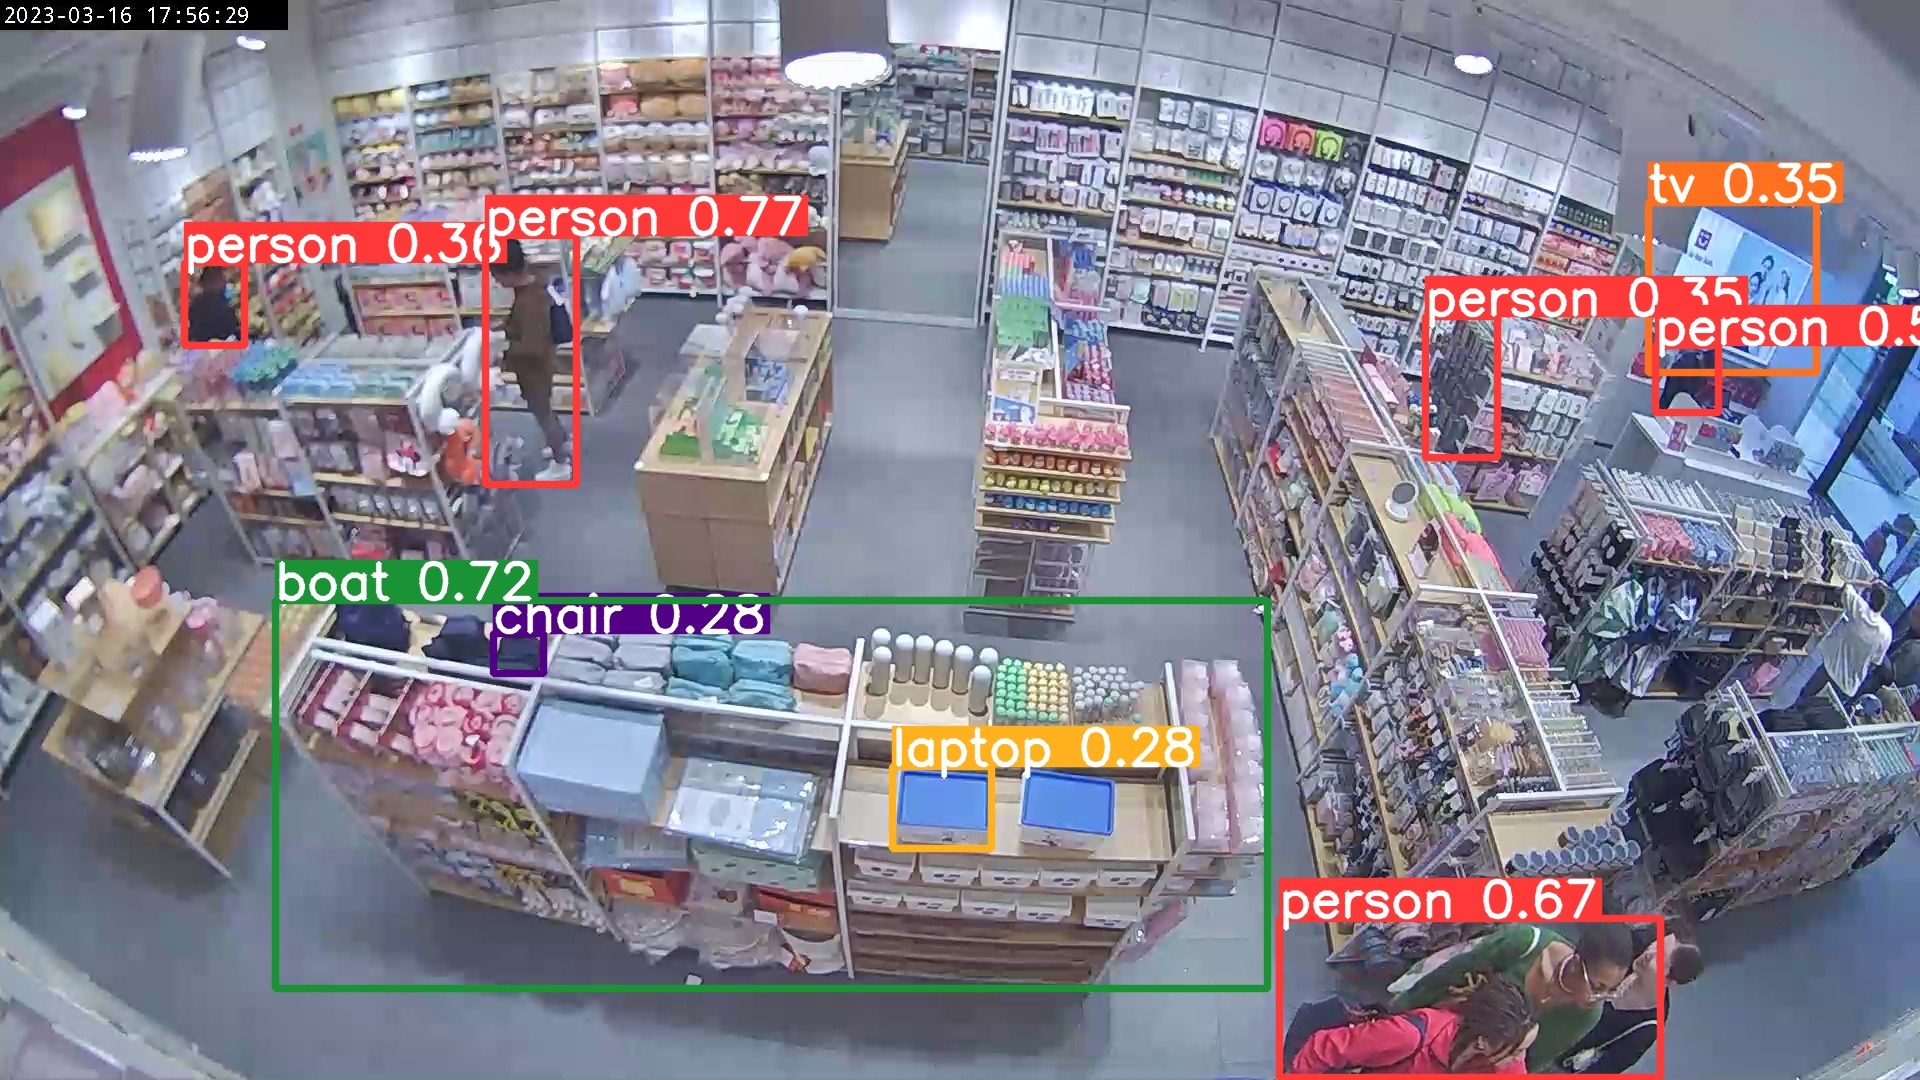 2023-03-16 17:56:29
tv 0.35
person 0.36
person 0.77
person 0.35
person 0.5
boat 0.72
chair 0.28
laptop 0.28
person 0.67